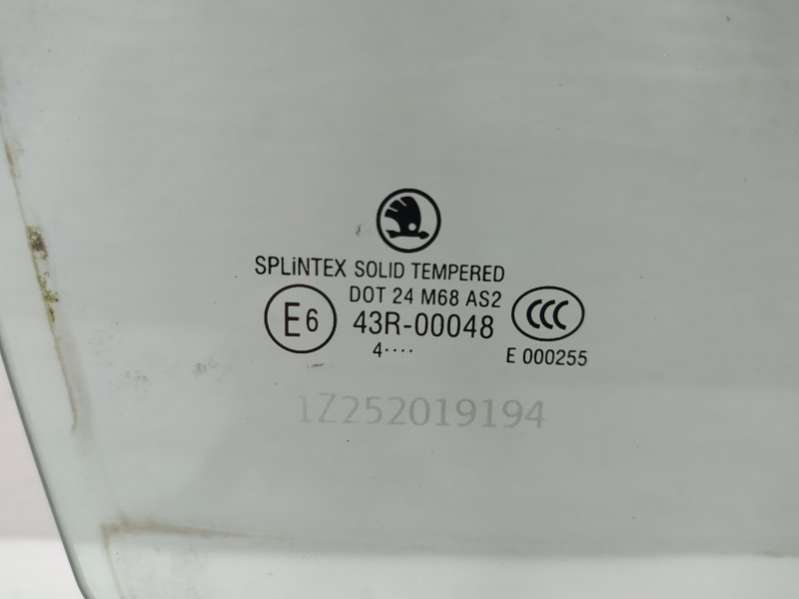 SPLiNTEX SOLID TEMPERED
DOT 24 M68 AS2
E6 43R-00048 CCC
4···· E 000255
1Z252019194